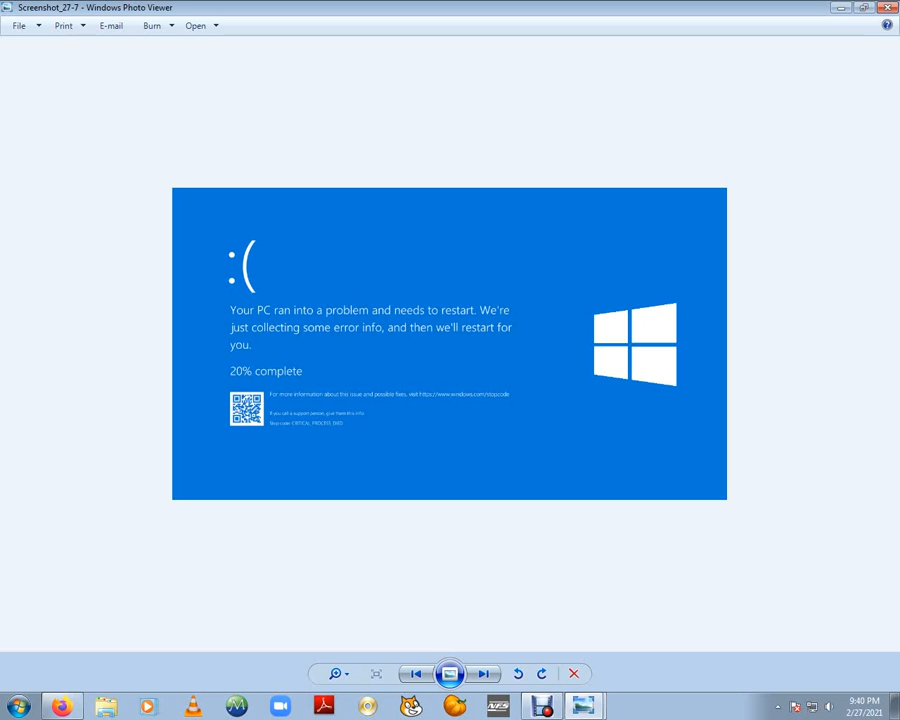 Screenshot_27-7 - Windows Photo Viewer
File Print E-mail Burn Open
:(
Your PC ran into a problem and needs to restart. We're
just collecting some error info, and then we'll restart for
you.
20% complete
For more information about this issue and possible fixes, visit https://www.windows.com/stopcode
If you call a support person, give them this info:
Stop code: CRITICAL_PROCESS_DIED
NFS
9:40 PM
2/27/2021